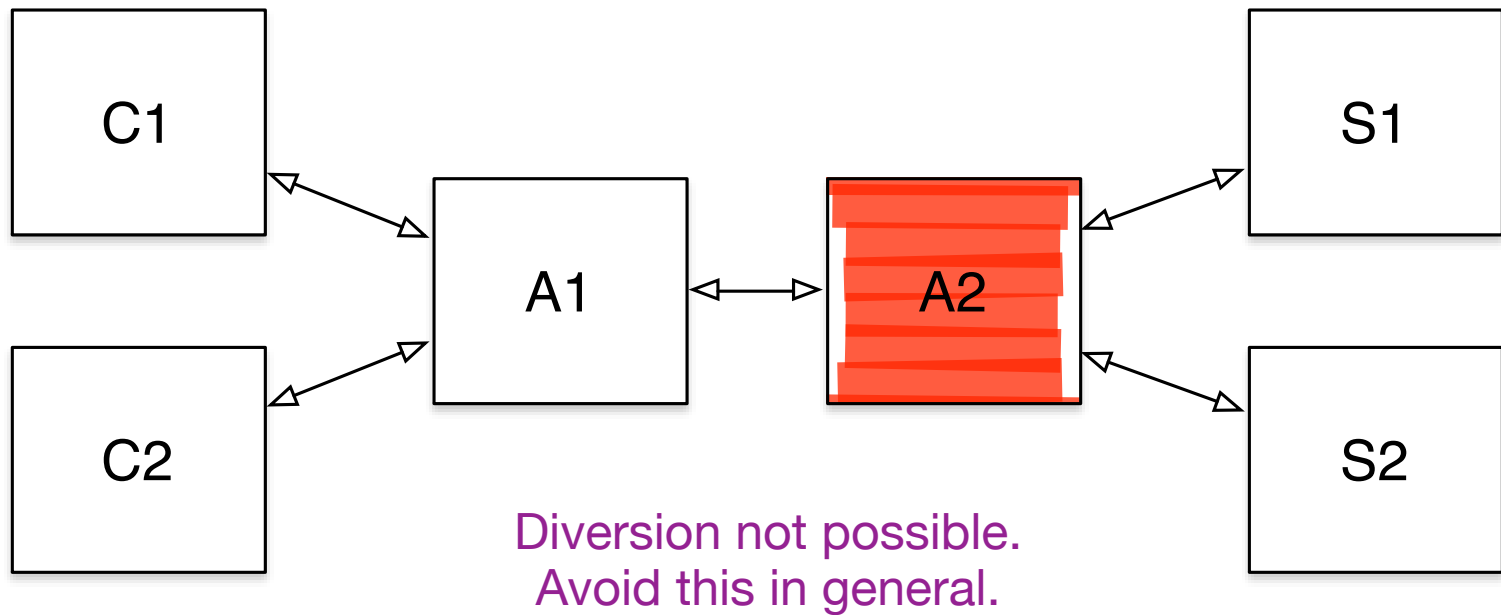 C1
S1
A1
A2
C2
S2
Diversion not possible.
Avoid this in general.